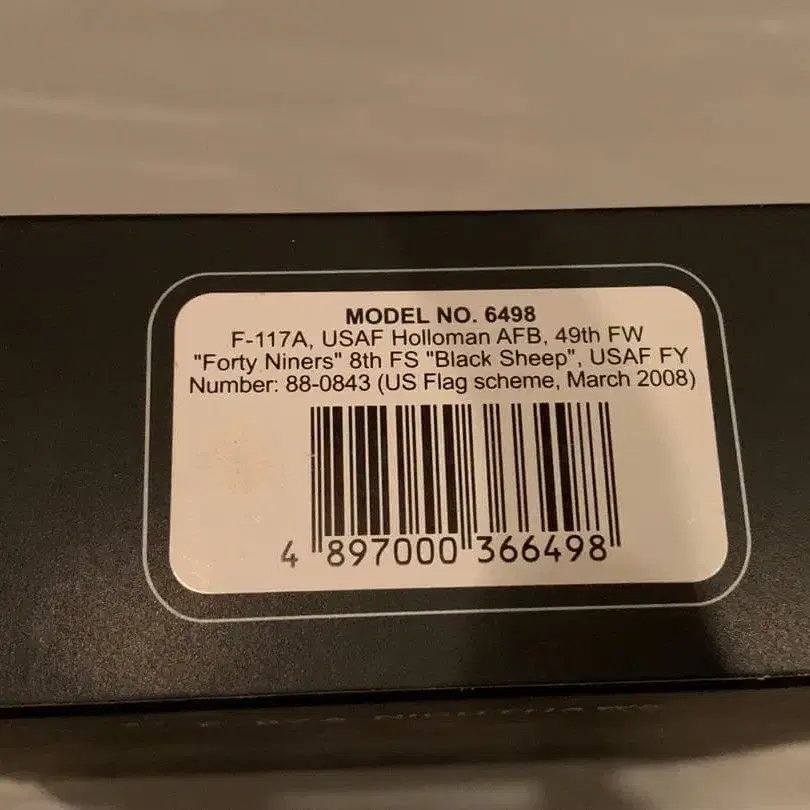 MODEL NO. 6498
F-117A, USAF Holloman AFB, 49th FW
"Forty Niners" 8th FS "Black Sheep", USAF FY
Number: 88-0843 (US Flag scheme, March 2008)
4 897000 366498